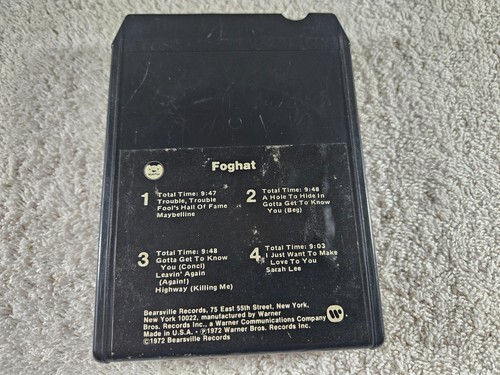 Foghat
1 Total Time: 9:47
Trouble, Trouble
Fool's Hall Of Fame
Maybelline
2 Total Time: 9:48
A Hole To Hide In
Gotta Get To Know
You (Beg)
3 Total Time: 9:48
Gotta Get To Know
You (Concl)
Leavin' Again
(Again!)
Highway (Killing Me)
4 Total Time: 9:03
I Just Want To Make
Love To You
Sarah Lee
Bearsville Records, 75 East 55th Street, New York,
New York 10022, manufactured by Warner
Bros. Records Inc., a Warner Communications Company
Made in U.S.A. • ℗1972 Warner Bros. Records Inc.
©1972 Bearsville Records